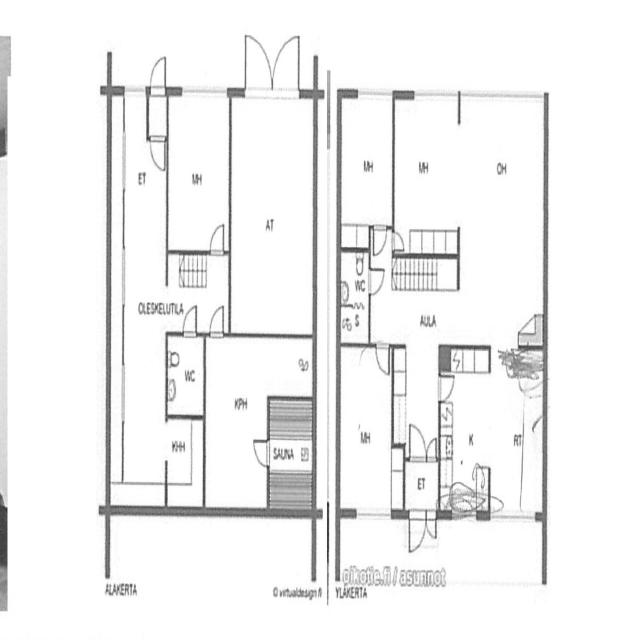 ET
MH
AT
OLESKELUTILA
WC
KPH
KHH
SAUNA
ALAKERTA
© virtualdesign.fi
MH
MH
OH
WC
S
AULA
MH
K
RT
ET
oikotie.fi / asunnot
YLÄKERTA